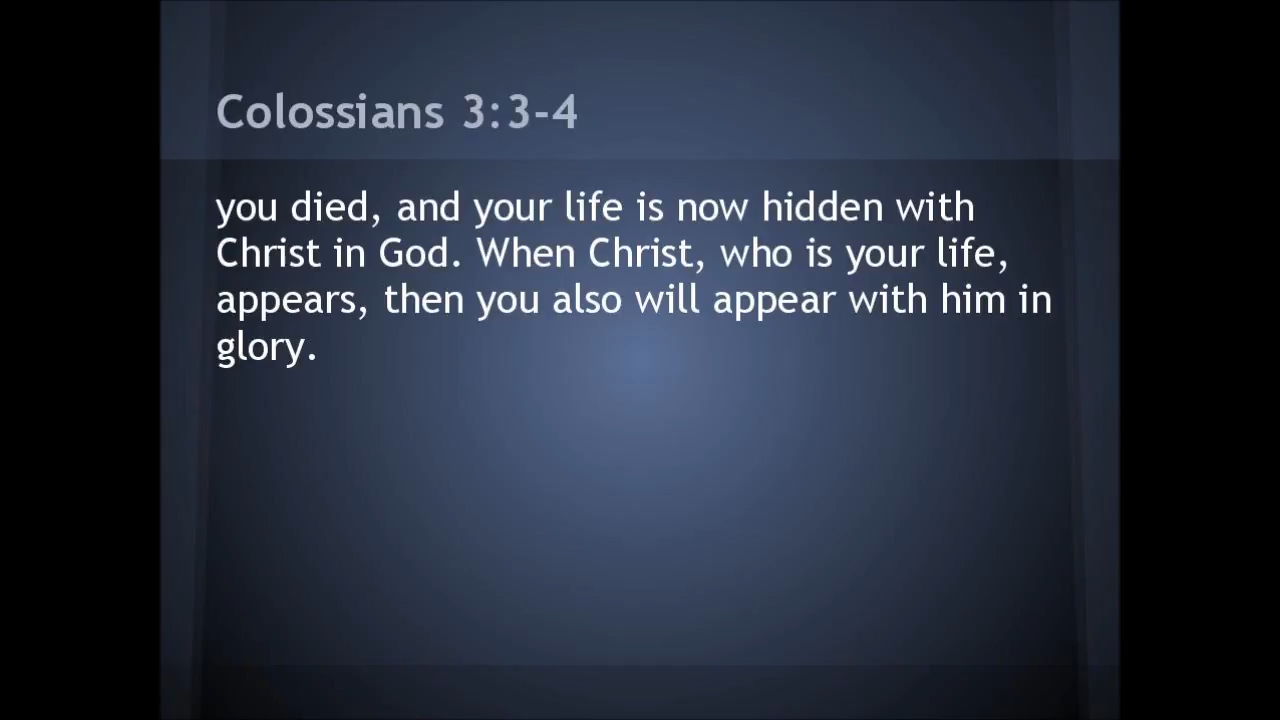 Colossians 3:3-4
you died, and your life is now hidden with
Christ in God. When Christ, who is your life,
appears, then you also will appear with him in
glory.